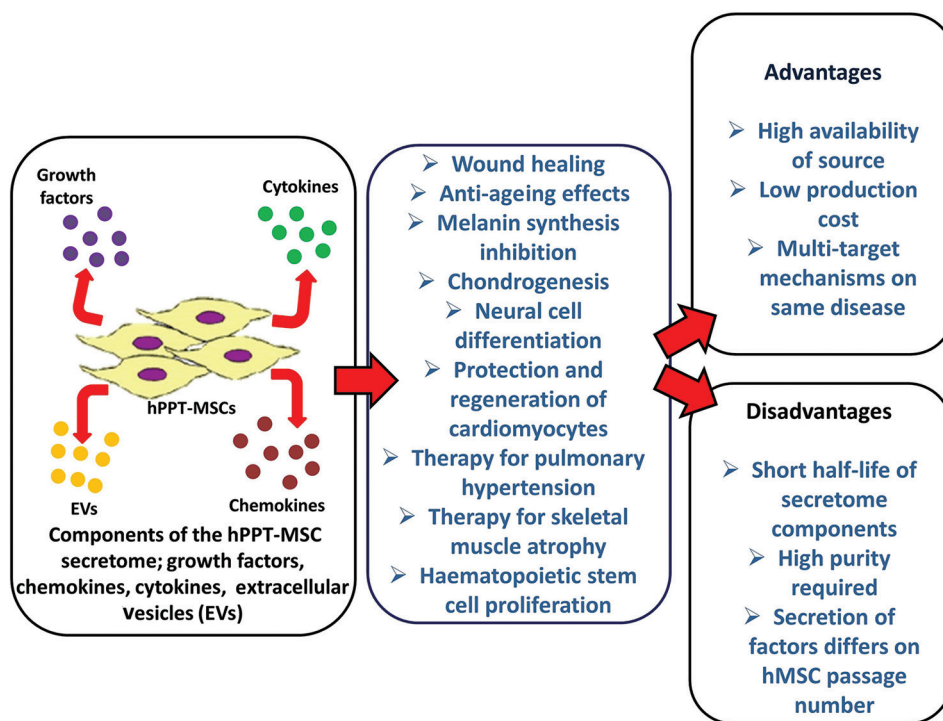 Growth
factors
Cytokines
hPPT-MSCs
EVs
Chemokines
Components of the hPPT-MSC
secretome; growth factors,
chemokines, cytokines, extracellular
vesicles (EVs)
➢ Wound healing
➢ Anti-ageing effects
➢ Melanin synthesis
inhibition
➢ Chondrogenesis
➢ Neural cell
differentiation
➢ Protection and
regeneration of
cardiomyocytes
➢ Therapy for pulmonary
hypertension
➢ Therapy for skeletal
muscle atrophy
➢ Haematopoietic stem
cell proliferation
Advantages
➢ High availability
of source
➢ Low production
cost
➢ Multi-target
mechanisms on
same disease
Disadvantages
➢ Short half-life of
secretome
components
➢ High purity
required
➢ Secretion of
factors differs on
hMSC passage
number